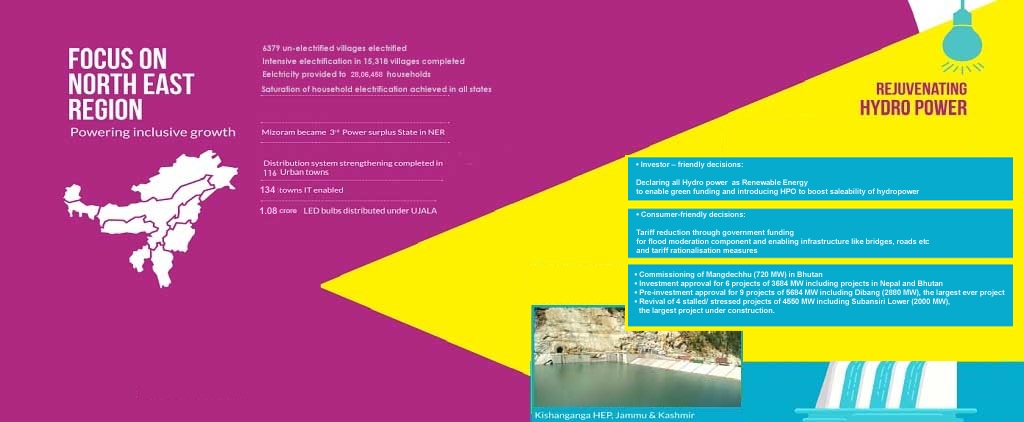 FOCUS ON
NORTH EAST
REGION
Powering inclusive growth
6379 un-electrified villages electrified
Intensive electrification in 15,318 villages completed
Eelctricity provided to 28,06,458 households
Saturation of household electrification achieved in all states
Mizoram became 3rd Power surplus State in NER
Distribution system strengthening completed in
116 Urban towns
134 towns IT enabled
1.08 crore LED bulbs distributed under UJALA
REJUVENATING
HYDRO POWER
• Investor – friendly decisions:
Declaring all Hydro power as Renewable Energy
to enable green funding and introducing HPO to boost saleability of hydropower
• Consumer-friendly decisions:
Tariff reduction through government funding
for flood moderation component and enabling infrastructure like bridges, roads etc
and tariff rationalisation measures
• Commissioning of Mangdechhu (720 MW) in Bhutan
• Investment approval for 6 projects of 3684 MW including projects in Nepal and Bhutan
• Pre-investment approval for 9 projects of 5684 MW including Dibang (2880 MW), the largest ever project
• Revival of 4 stalled/ stressed projects of 4550 MW including Subansiri Lower (2000 MW),
the largest project under construction.
Kishanganga HEP, Jammu & Kashmir